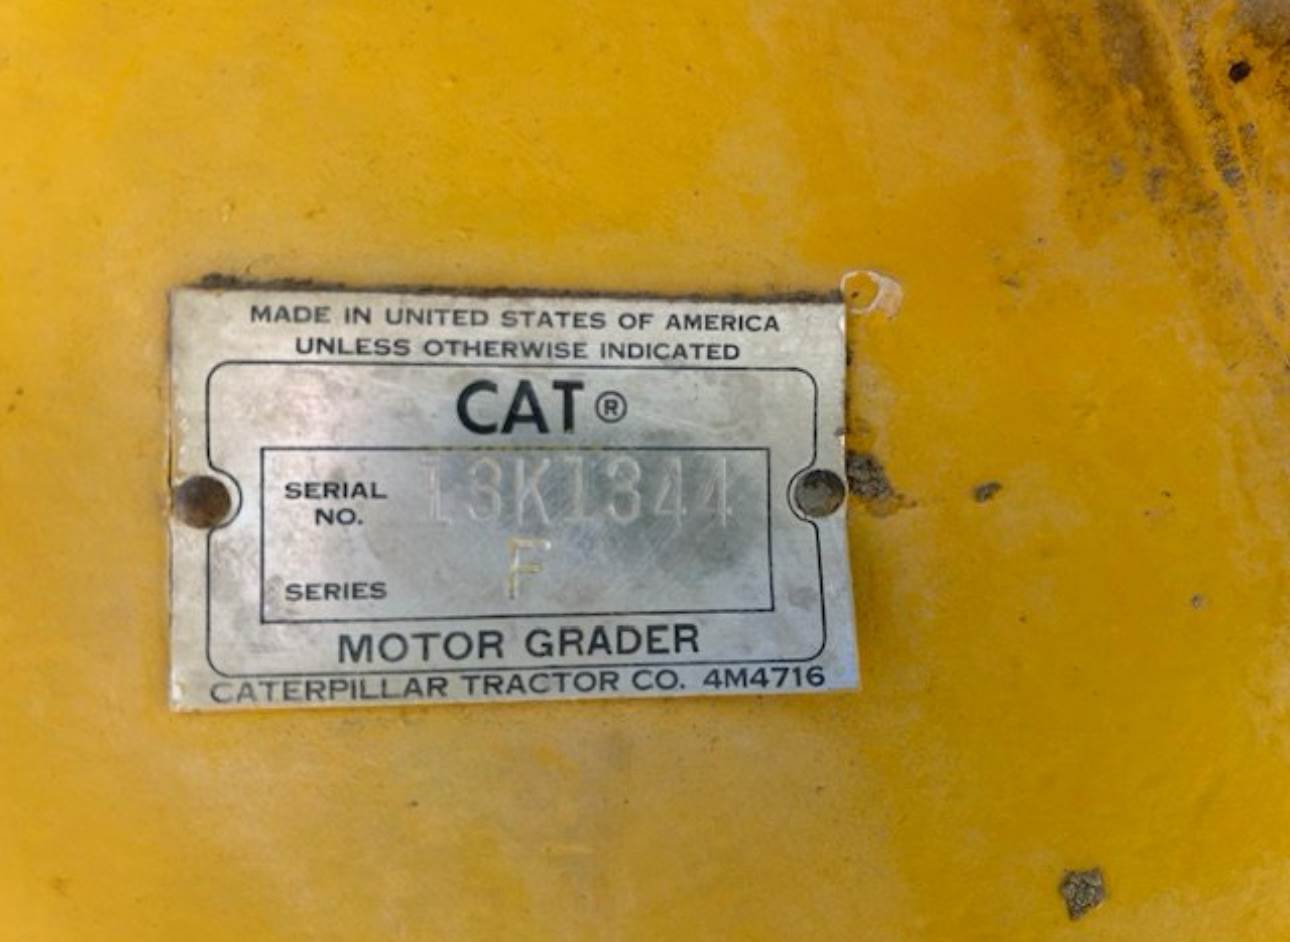 MADE IN UNITED STATES OF AMERICA
UNLESS OTHERWISE INDICATED
CAT®
SERIAL NO. 13K1344
SERIES F
MOTOR GRADER
CATERPILLAR TRACTOR CO. 4M4716